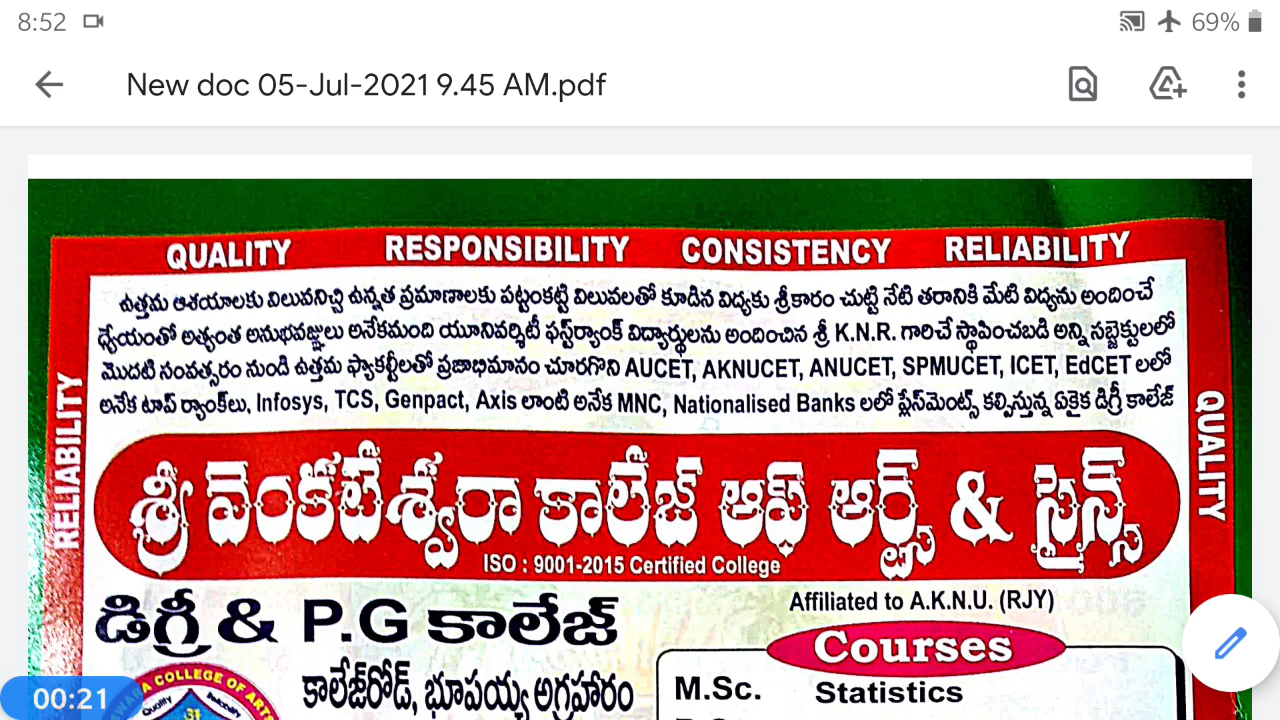 8:52
69%
New doc 05-Jul-2021 9.45 AM.pdf
QUALITY RESPONSIBILITY CONSISTENCY RELIABILITY
ఉత్తమ ఆశయాలకు విలువనిచ్చి ఉన్నత ప్రమాణాలకు పట్టంకట్టి విలువలతో కూడిన విద్యకు శ్రీకారం చుట్టి నేటి తరానికి మేటి విద్యను అందించే
ధ్యేయంతో అత్యంత అనుభవజ్ఞులు అనేకమంది యూనివర్శిటీ ఫస్ట్‌ర్యాంక్ విద్యార్థులను అందించిన శ్రీ K.N.R. గారిచే స్థాపించబడి అన్ని సబ్జెక్టులలో
మొదటి సంవత్సరం నుండి ఉత్తమ ఫ్యాకల్టీలతో ప్రజాభిమానం చూరగొని AUCET, AKNUCET, ANUCET, SPMUCET, ICET, EdCET లలో
అనేక టాప్ ర్యాంక్‌లు, Infosys, TCS, Genpact, Axis లాంటి అనేక MNC, Nationalised Banks లలో ప్లేస్‌మెంట్స్ కల్పిస్తున్న ఏకైక డిగ్రీ కాలేజ్
RELIABILITY
QUALITY
శ్రీ వెంకటేశ్వరా కాలేజ్ ఆఫ్ ఆర్ట్స్ & సైన్స్
ISO : 9001-2015 Certified College
డిగ్రీ & P.G కాలేజ్
Affiliated to A.K.N.U. (RJY)
Courses
కాలేజ్‌రోడ్, భూపయ్య అగ్రహారం
M.Sc. Statistics
COLLEGE OF
Quality
00:21